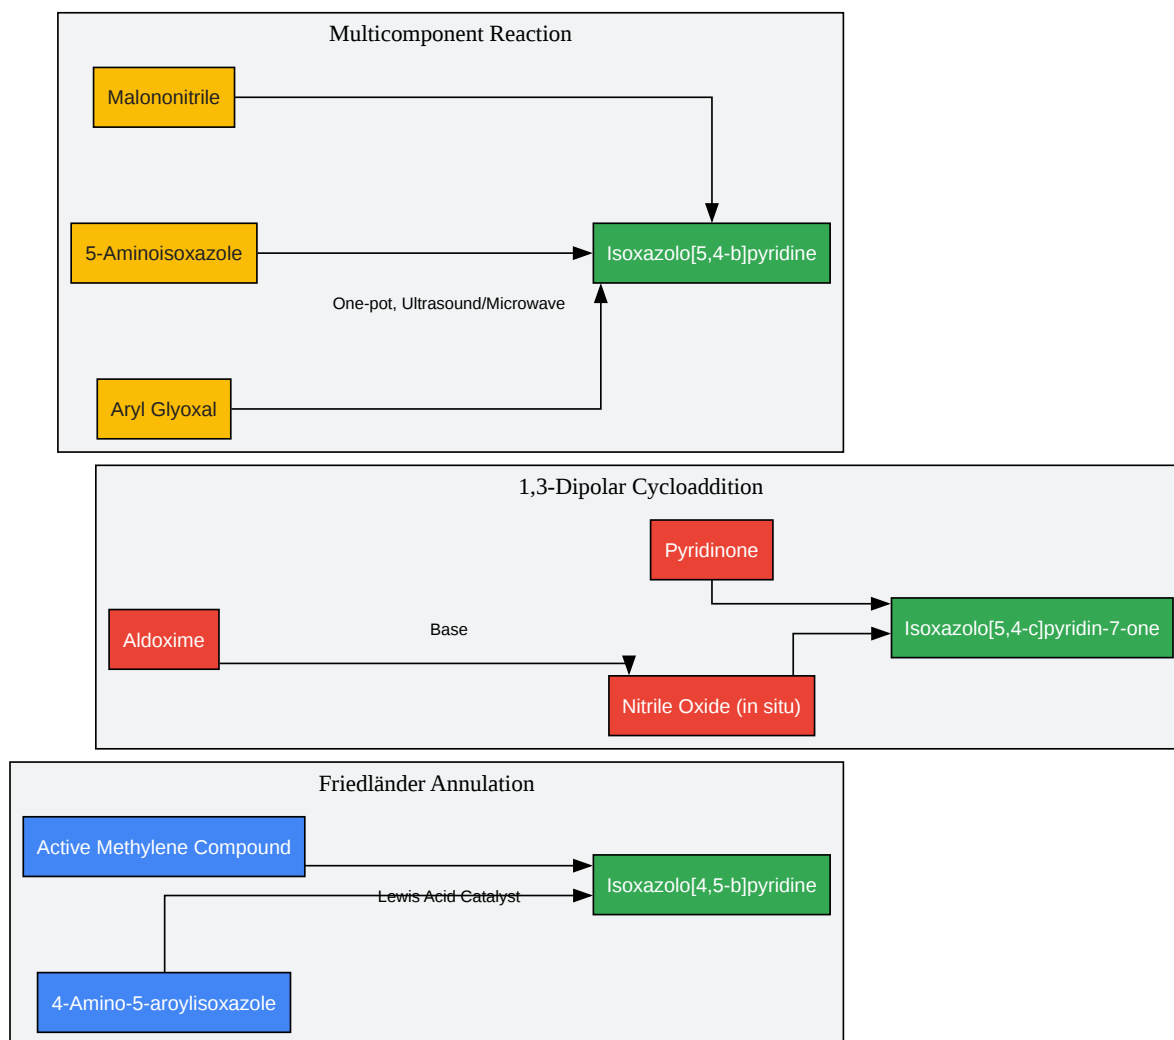 Multicomponent Reaction
Malononitrile
5-Aminoisoxazole
Isoxazolo[5,4-b]pyridine
One-pot, Ultrasound/Microwave
Aryl Glyoxal
1,3-Dipolar Cycloaddition
Pyridinone
Aldoxime
Base
Isoxazolo[5,4-c]pyridin-7-one
Nitrile Oxide (in situ)
Friedländer Annulation
Active Methylene Compound
Isoxazolo[4,5-b]pyridine
Lewis Acid Catalyst
4-Amino-5-aroylisoxazole